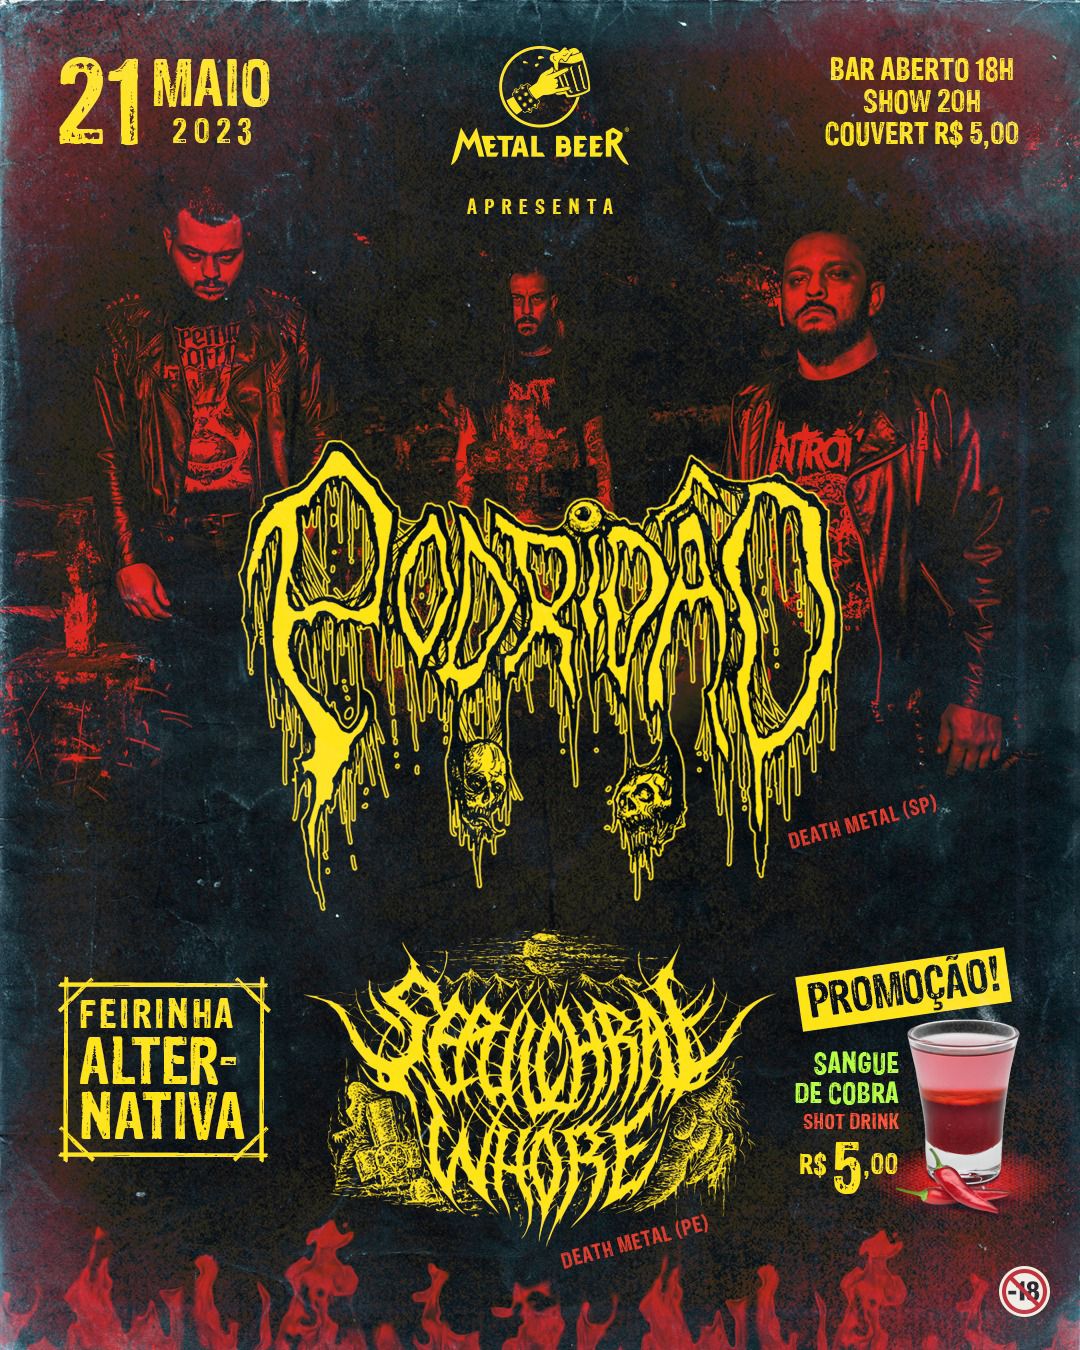 21 MAIO
2023
METAL BEER
BAR ABERTO 18H
SHOW 20H
COUVERT R$ 5,00
APRESENTA
PODRIDÃO
DEATH METAL (SP)
FEIRINHA
ALTER-
NATIVA
SEPULCHRAL
WHORE
DEATH METAL (PE)
PROMOÇÃO!
SANGUE
DE COBRA
SHOT DRINK
R$ 5,00
-18